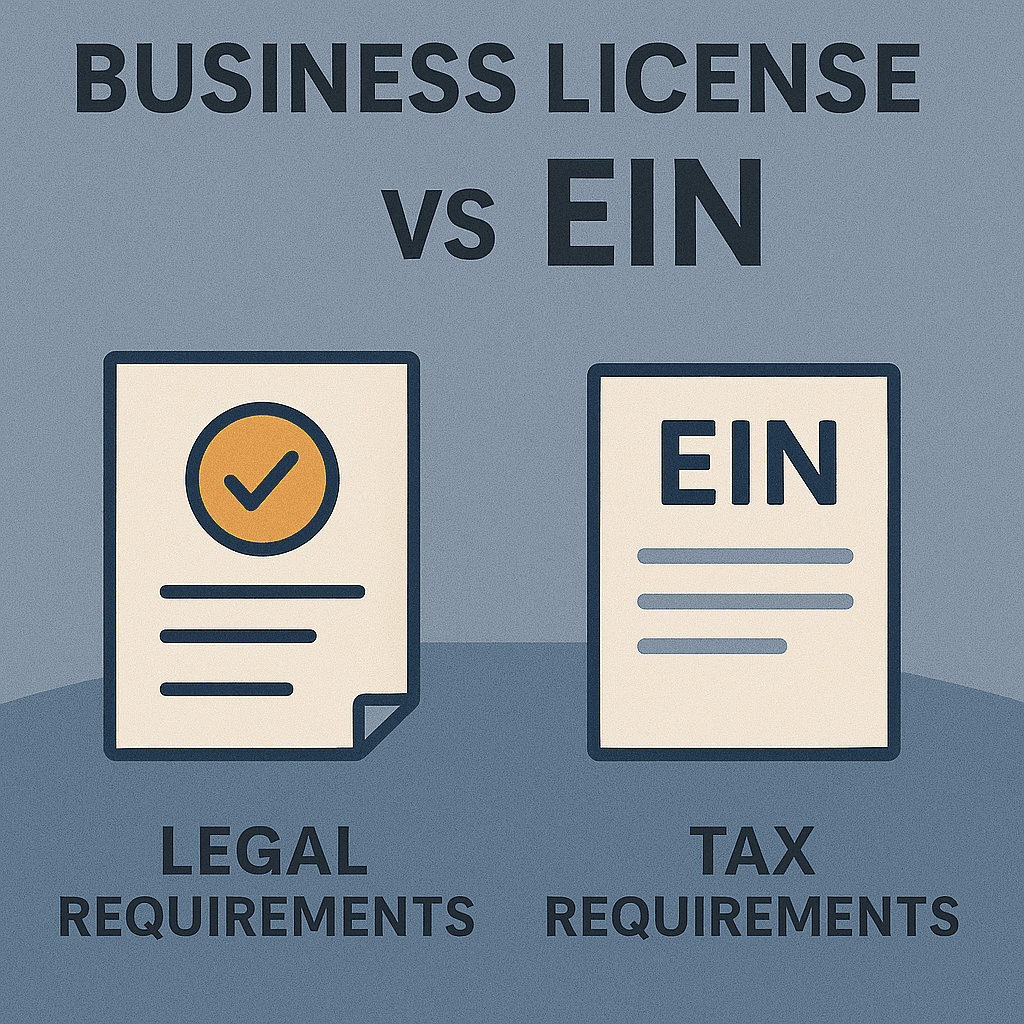 BUSINESS LICENSE
VS EIN
EIN
LEGAL
REQUIREMENTS
TAX
REQUIREMENTS